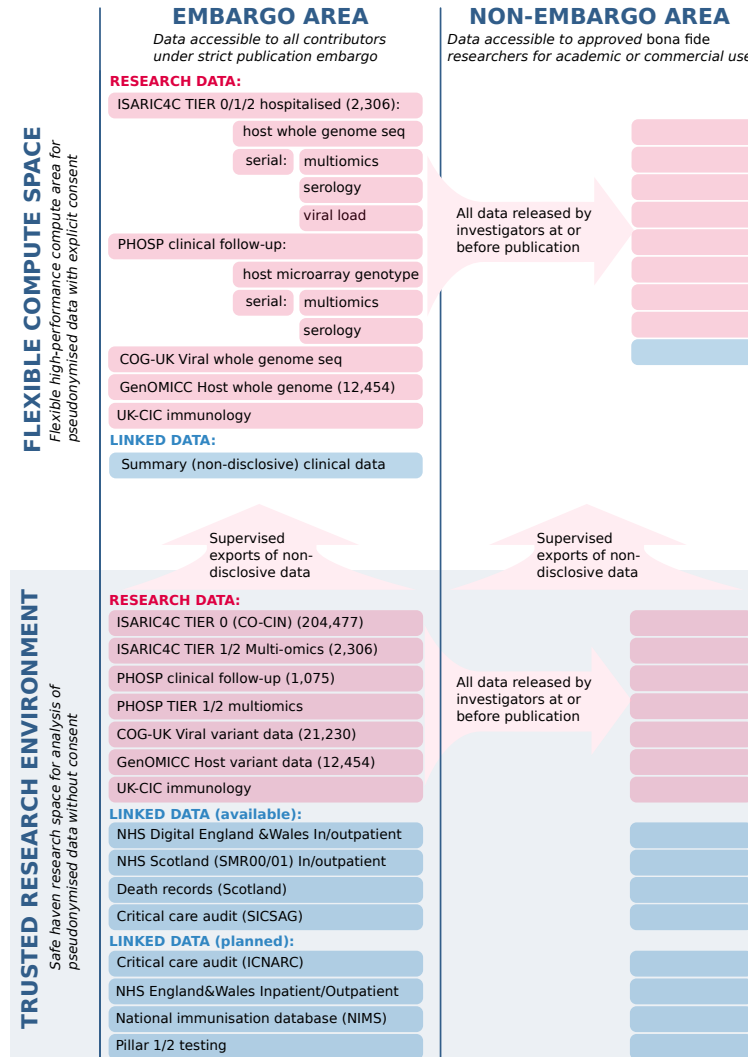 EMBARGO AREA
Data accessible to all contributors
under strict publication embargo
NON-EMBARGO AREA
Data accessible to approved bona fide
researchers for academic or commercial use
FLEXIBLE COMPUTE SPACE
Flexible high-performance compute area for
pseudonymised data with explicit consent
RESEARCH DATA:
ISARIC4C TIER 0/1/2 hospitalised (2,306):
host whole genome seq
serial:
multiomics
serology
viral load
PHOSP clinical follow-up:
host microarray genotype
serial:
multiomics
serology
COG-UK Viral whole genome seq
GenOMICC Host whole genome (12,454)
UK-CIC immunology
LINKED DATA:
Summary (non-disclosive) clinical data
All data released by
investigators at or
before publication
Supervised
exports of non-
disclosive data
Supervised
exports of non-
disclosive data
TRUSTED RESEARCH ENVIRONMENT
Safe haven research space for analysis of
pseudonymised data without consent
RESEARCH DATA:
ISARIC4C TIER 0 (CO-CIN) (204,477)
ISARIC4C TIER 1/2 Multi-omics (2,306)
PHOSP clinical follow-up (1,075)
PHOSP TIER 1/2 multiomics
COG-UK Viral variant data (21,230)
GenOMICC Host variant data (12,454)
UK-CIC immunology
All data released by
investigators at or
before publication
LINKED DATA (available):
NHS Digital England &Wales In/outpatient
NHS Scotland (SMR00/01) In/outpatient
Death records (Scotland)
Critical care audit (SICSAG)
LINKED DATA (planned):
Critical care audit (ICNARC)
NHS England&Wales Inpatient/Outpatient
National immunisation database (NIMS)
Pillar 1/2 testing